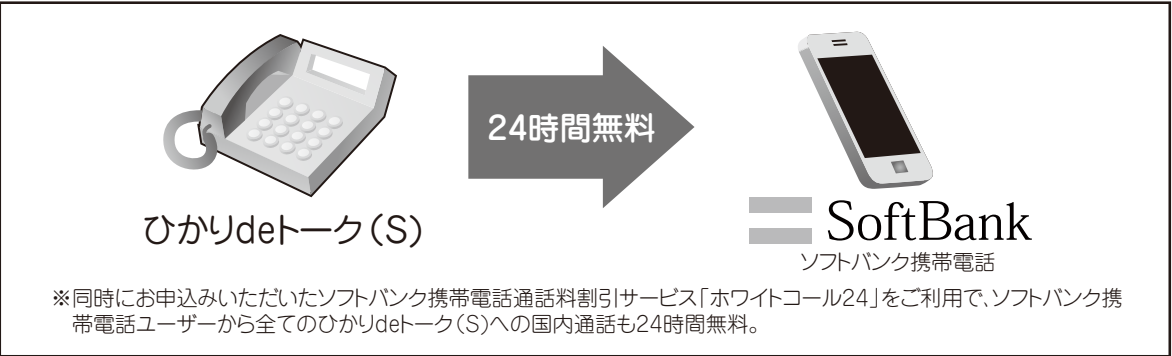 24時間無料
ひかりdeトーク(S)
SoftBank
ソフトバンク携帯電話
※同時にお申込みいただいたソフトバンク携帯電話通話料割引サービス「ホワイトコール24」をご利用で、ソフトバンク携
帯電話ユーザーから全てのひかりdeトーク(S)への国内通話も24時間無料。